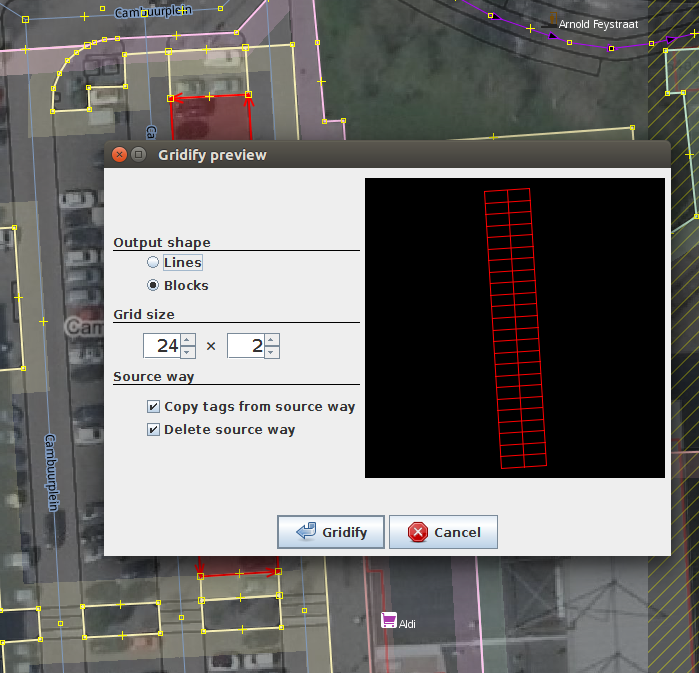 Cambuurplein
Arnold Feystraat
Ca
Gridify preview
Output shape
Lines
Blocks
Grid size
24 × 2
Source way
Copy tags from source way
Delete source way
Cam
Cambuurplein
Gridify
Cancel
Aldi